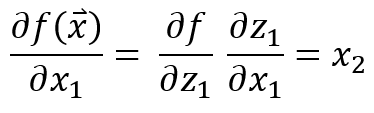 ∂f(x⃗)/∂x₁ = ∂f/∂z₁ ∂z₁/∂x₁ = x₂